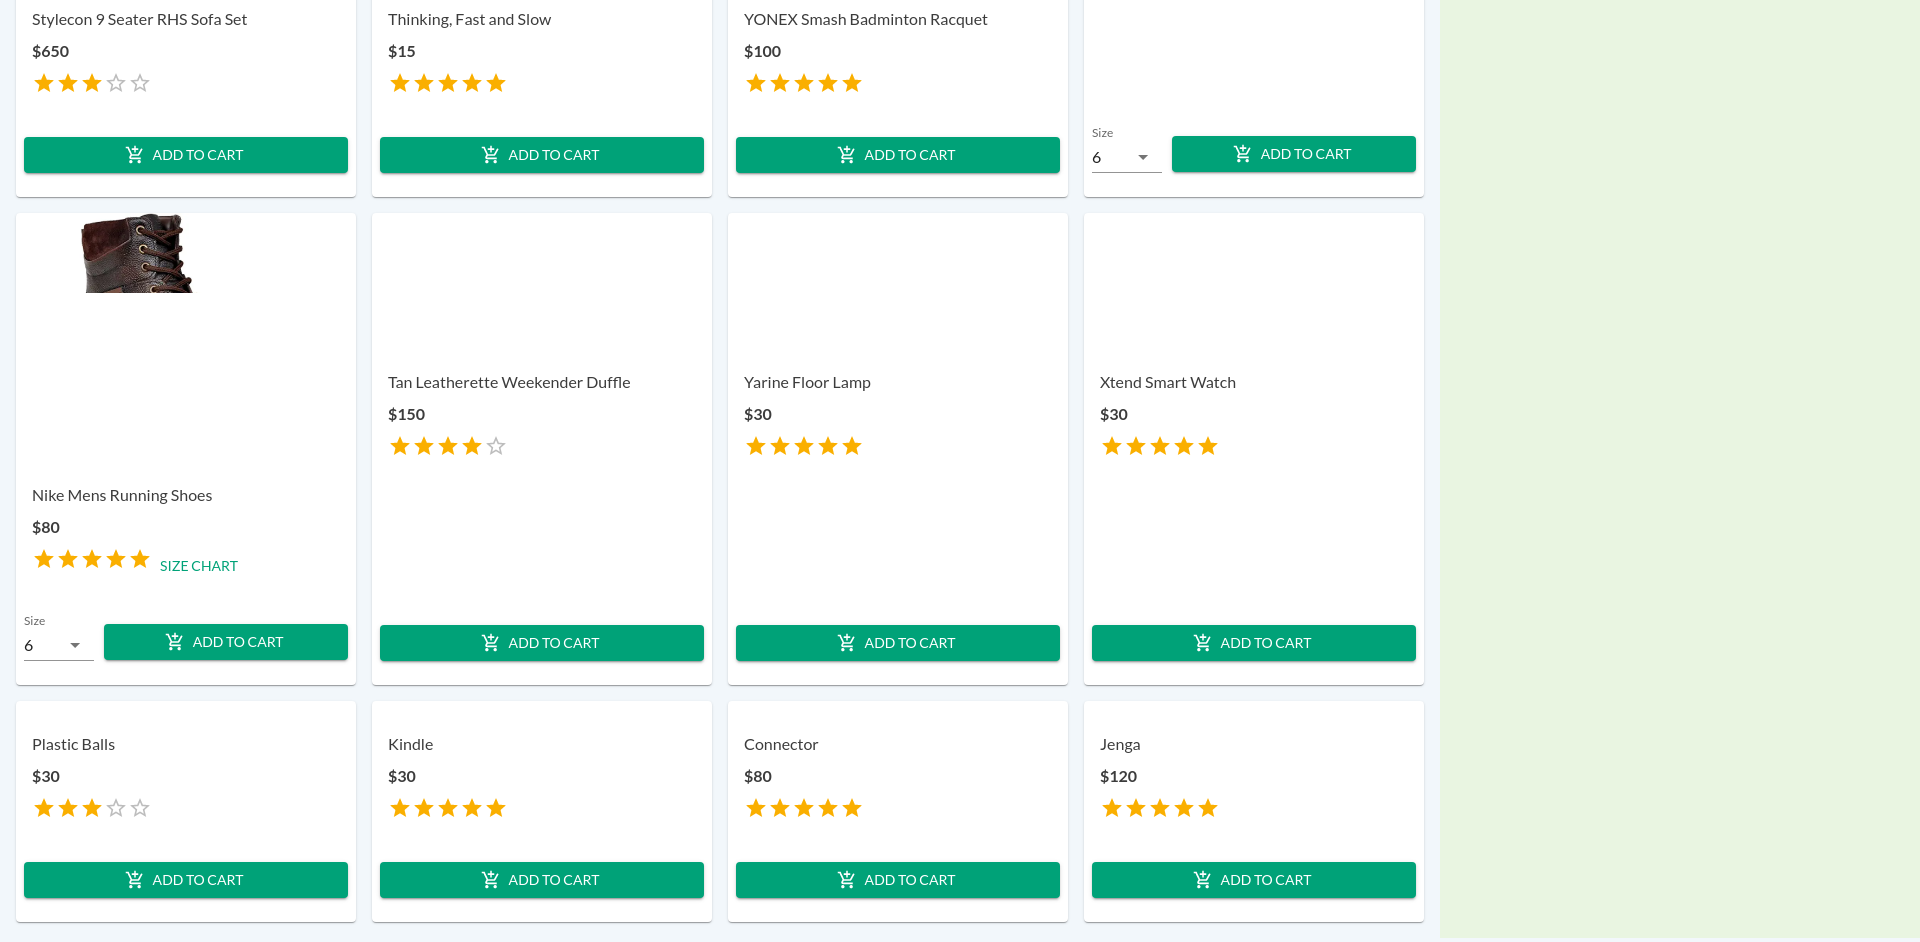 Stylecon 9 Seater RHS Sofa Set
$650
ADD TO CART
Thinking, Fast and Slow
$15
ADD TO CART
YONEX Smash Badminton Racquet
$100
ADD TO CART
Size
6
ADD TO CART
Nike Mens Running Shoes
$80
SIZE CHART
Size
6
ADD TO CART
Tan Leatherette Weekender Duffle
$150
ADD TO CART
Yarine Floor Lamp
$30
ADD TO CART
Xtend Smart Watch
$30
ADD TO CART
Plastic Balls
$30
ADD TO CART
Kindle
$30
ADD TO CART
Connector
$80
ADD TO CART
Jenga
$120
ADD TO CART